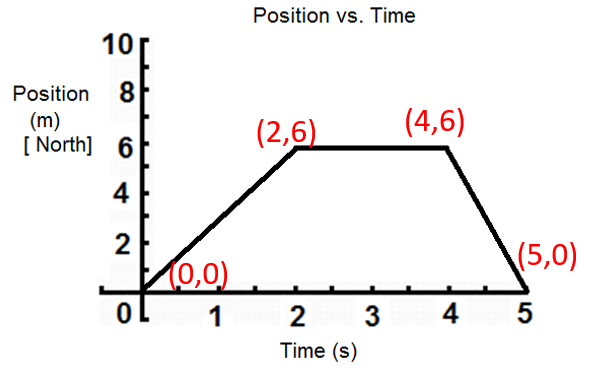 Position vs. Time
10
Position
(m)
[ North]
8
6
4
2
0
(2,6)
(4,6)
(0,0)
(5,0)
1 2 3 4 5
Time (s)